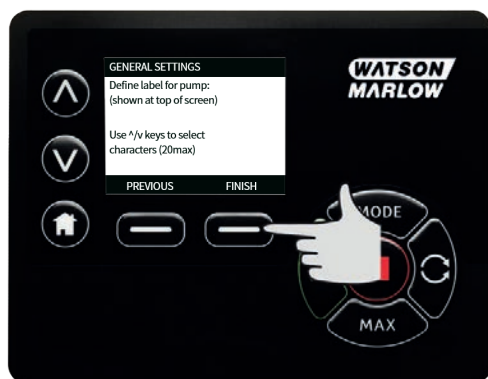 GENERAL SETTINGS
Define label for pump:
(shown at top of screen)
Use ^/v keys to select
characters (20max)
PREVIOUS FINISH
WATSON
MARLOW
MODE
MAX